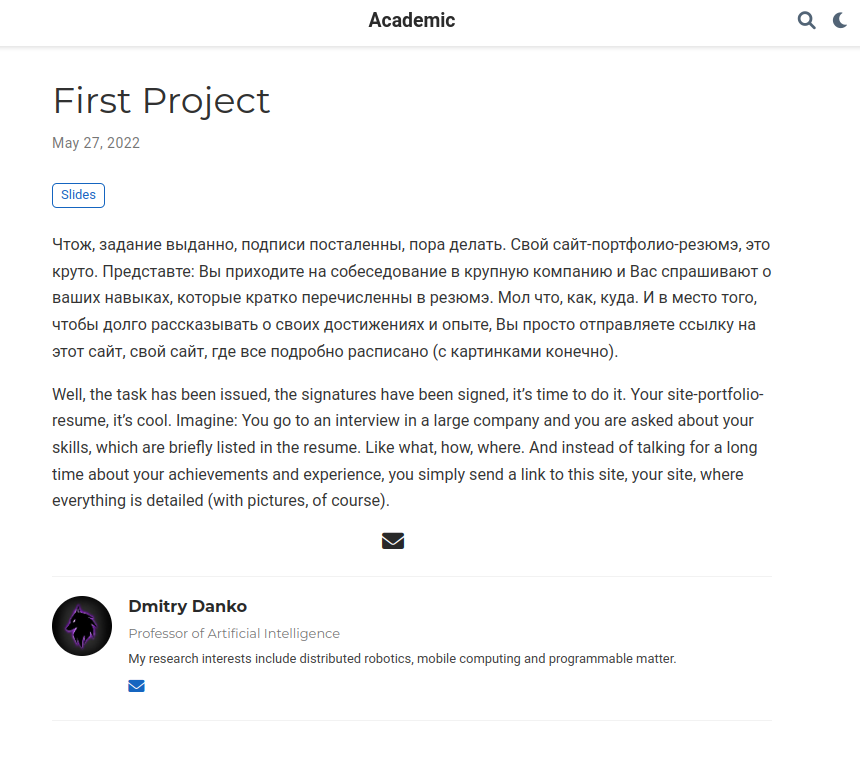 Academic
First Project
May 27, 2022
Slides
Чтож, задание выданно, подписи посталенны, пора делать. Свой сайт-портфолио-резюмэ, это
круто. Представте: Вы приходите на собеседование в крупную компанию и Вас спрашивают о
ваших навыках, которые кратко перечисленны в резюмэ. Мол что, как, куда. И в место того,
чтобы долго рассказывать о своих достижениях и опыте, Вы просто отправляете ссылку на
этот сайт, свой сайт, где все подробно расписано (с картинками конечно).
Well, the task has been issued, the signatures have been signed, it’s time to do it. Your site-portfolio-
resume, it’s cool. Imagine: You go to an interview in a large company and you are asked about your
skills, which are briefly listed in the resume. Like what, how, where. And instead of talking for a long
time about your achievements and experience, you simply send a link to this site, your site, where
everything is detailed (with pictures, of course).
Dmitry Danko
Professor of Artificial Intelligence
My research interests include distributed robotics, mobile computing and programmable matter.